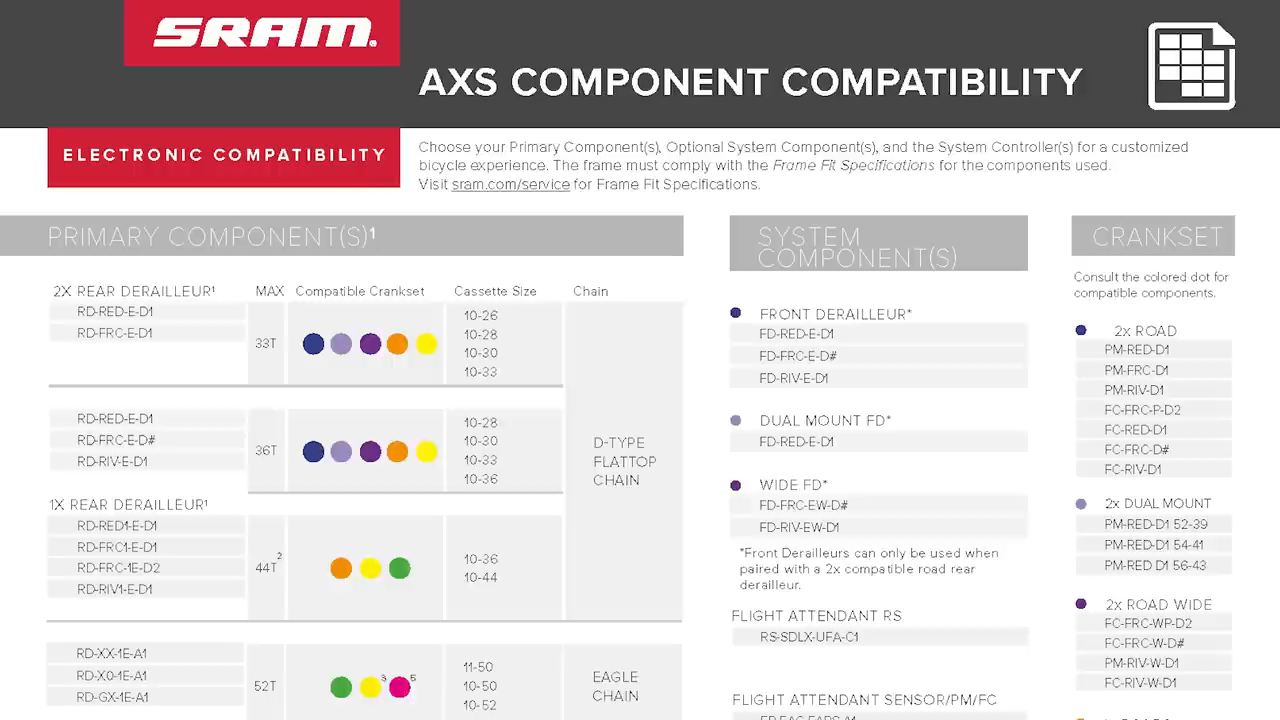 SRAM.
AXS COMPONENT COMPATIBILITY
ELECTRONIC COMPATIBILITY
Choose your Primary Component(s), Optional System Component(s), and the System Controller(s) for a customized
bicycle experience. The frame must comply with the Frame Fit Specifications for the components used.
Visit sram.com/service for Frame Fit Specifications.
PRIMARY COMPONENT(S)¹
2X REAR DERAILLEUR¹ MAX Compatible Crankset Cassette Size Chain
RD-RED-E-D1
RD-FRC-E-D1
33T
10-26
10-28
10-30
10-33
RD-RED-E-D1
RD-FRC-E-D#
RD-RIV-E-D1
36T
10-28
10-30
10-33
10-36
D-TYPE
FLATTOP
CHAIN
1X REAR DERAILLEUR¹
RD-RED1-E-D1
RD-FRC1-E-D1
RD-FRC-1E-D2
RD-RIV1-E-D1
44T²
10-36
10-44
RD-XX-1E-A1
RD-X0-1E-A1
RD-GX-1E-A1
52T
3 5
11-50
10-50
10-52
EAGLE
CHAIN
SYSTEM
COMPONENT(S)
FRONT DERAILLEUR*
FD-RED-E-D1
FD-FRC-E-D#
FD-RIV-E-D1
DUAL MOUNT FD*
FD-RED-E-D1
WIDE FD*
FD-FRC-EW-D#
FD-RIV-EW-D1
*Front Derailleurs can only be used when
paired with a 2x compatible road rear
derailleur.
FLIGHT ATTENDANT RS
RS-SDLX-UFA-C1
FLIGHT ATTENDANT SENSOR/PM/FC
CRANKSET
Consult the colored dot for
compatible components.
2x ROAD
PM-RED-D1
PM-FRC-D1
PM-RIV-D1
FC-FRC-P-D2
FC-RED-D1
FC-FRC-D#
FC-RIV-D1
2x DUAL MOUNT
PM-RED-D1 52-39
PM-RED-D1 54-41
PM-RED D1 56-43
2x ROAD WIDE
FC-FRC-WP-D2
FC-FRC-W-D#
PM-RIV-W-D1
FC-RIV-W-D1